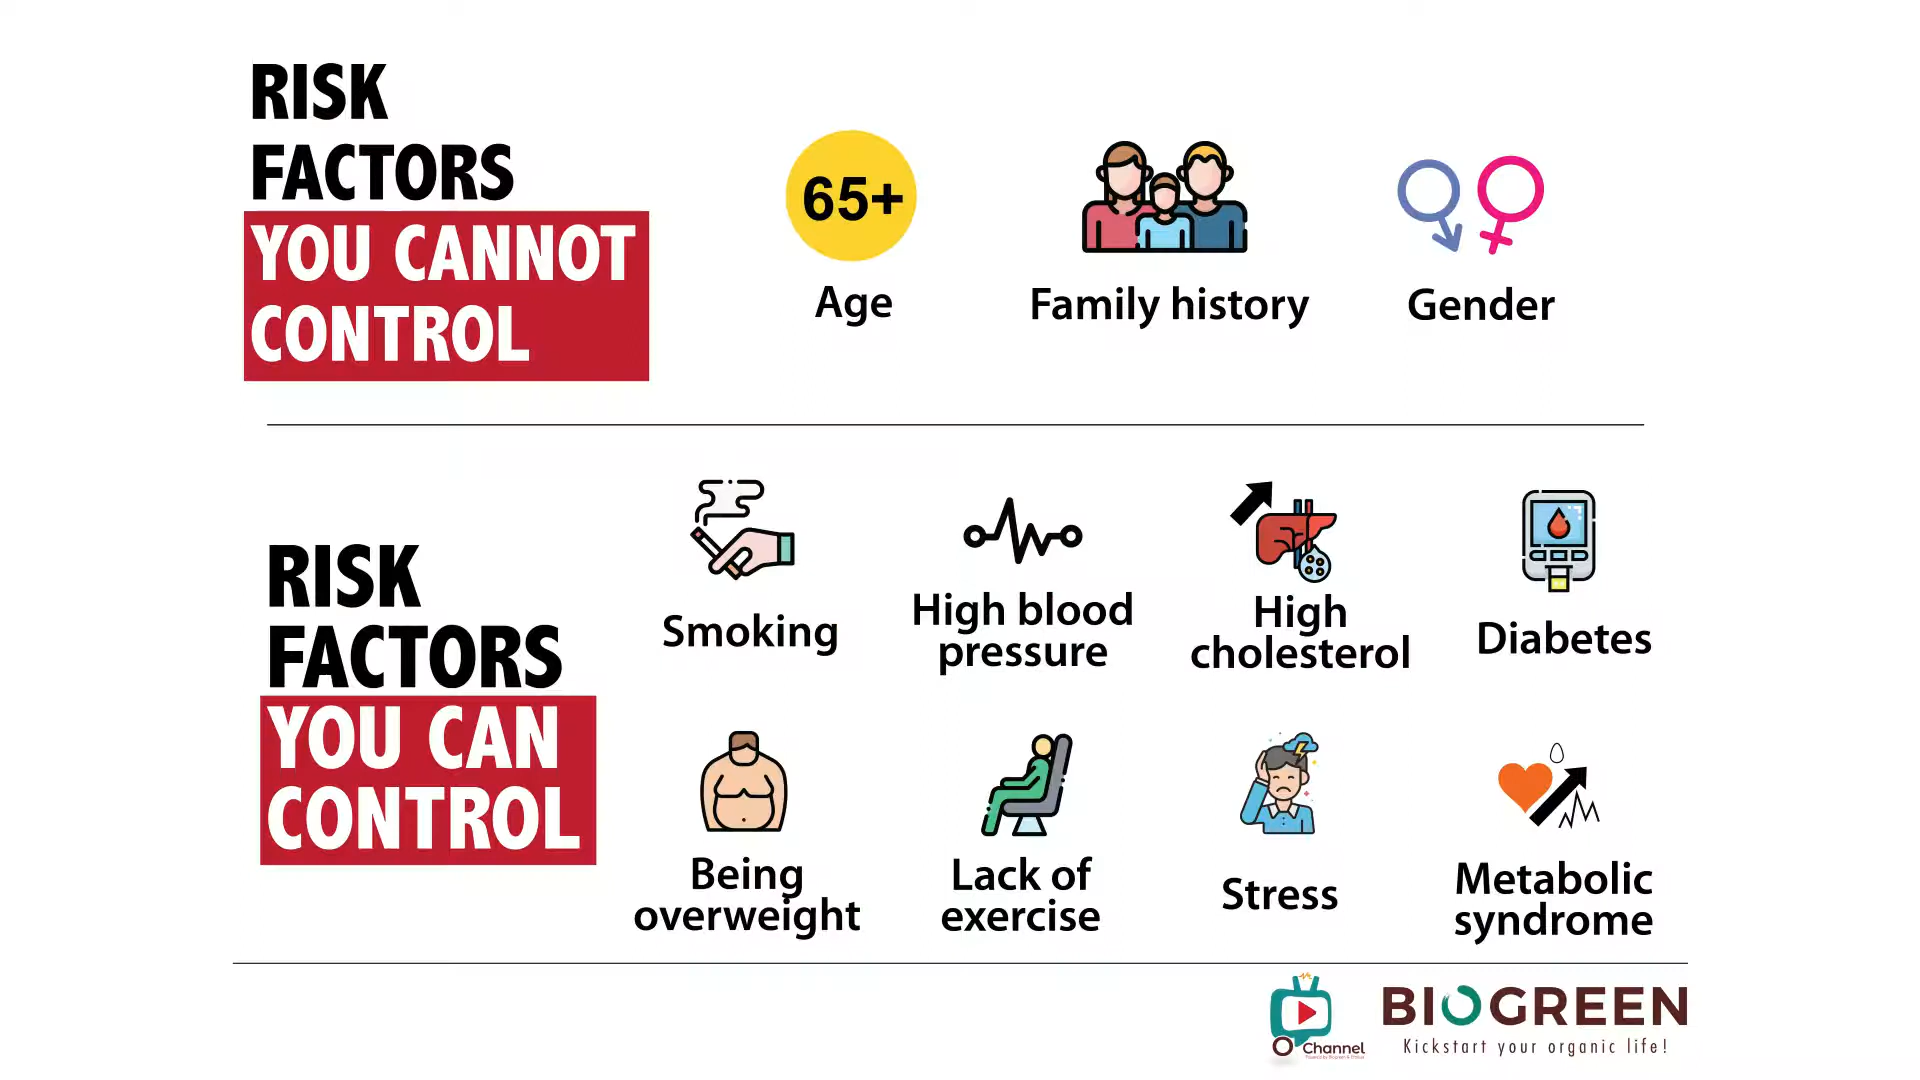 RISK
FACTORS
YOU CANNOT
CONTROL
65+
Age
Family history
Gender
RISK
FACTORS
YOU CAN
CONTROL
Smoking
High blood
pressure
High
cholesterol
Diabetes
Being
overweight
Lack of
exercise
Stress
Metabolic
syndrome
Channel
BIOGREEN
Kickstart your organic life!